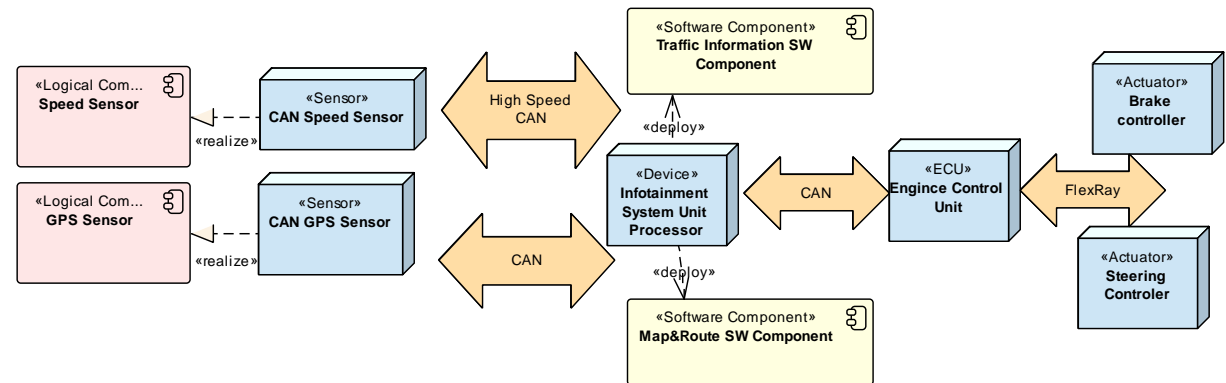 «Logical Com...
Speed Sensor
«Sensor»
CAN Speed Sensor
«realize»
High Speed
CAN
«Software Component»
Traffic Information SW
Component
«deploy»
«Logical Com...
GPS Sensor
«Sensor»
CAN GPS Sensor
«realize»
CAN
«Device»
Infotainment
System Unit
Processor
«deploy»
«Software Component»
Map&Route SW Component
CAN
«ECU»
Engince Control
Unit
FlexRay
«Actuator»
Brake
controller
«Actuator»
Steering
Controler